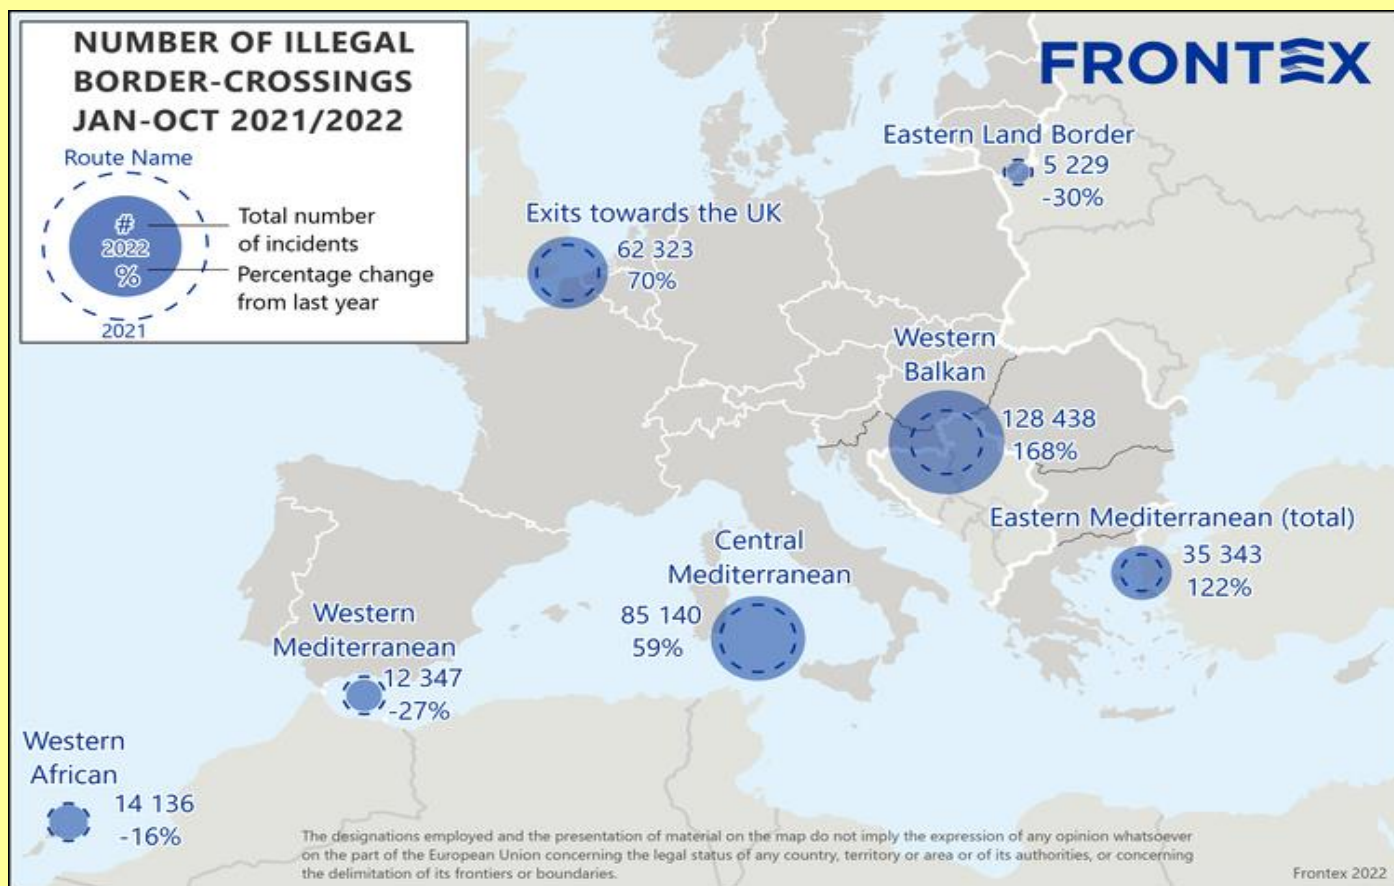 NUMBER OF ILLEGAL
BORDER-CROSSINGS
JAN-OCT 2021/2022
Route Name
#
2022
%
Total number
of incidents
Percentage change
from last year
2021
FRONTEX
Eastern Land Border
5 229
-30%
Exits towards the UK
62 323
70%
Western
Balkan
128 438
168%
Eastern Mediterranean (total)
35 343
122%
Central
Mediterranean
85 140
59%
Western
Mediterranean
12 347
-27%
Western
African
14 136
-16%
The designations employed and the presentation of material on the map do not imply the expression of any opinion whatsoever
on the part of the European Union concerning the legal status of any country, territory or area or of its authorities, or concerning
the delimitation of its frontiers or boundaries.
Frontex 2022